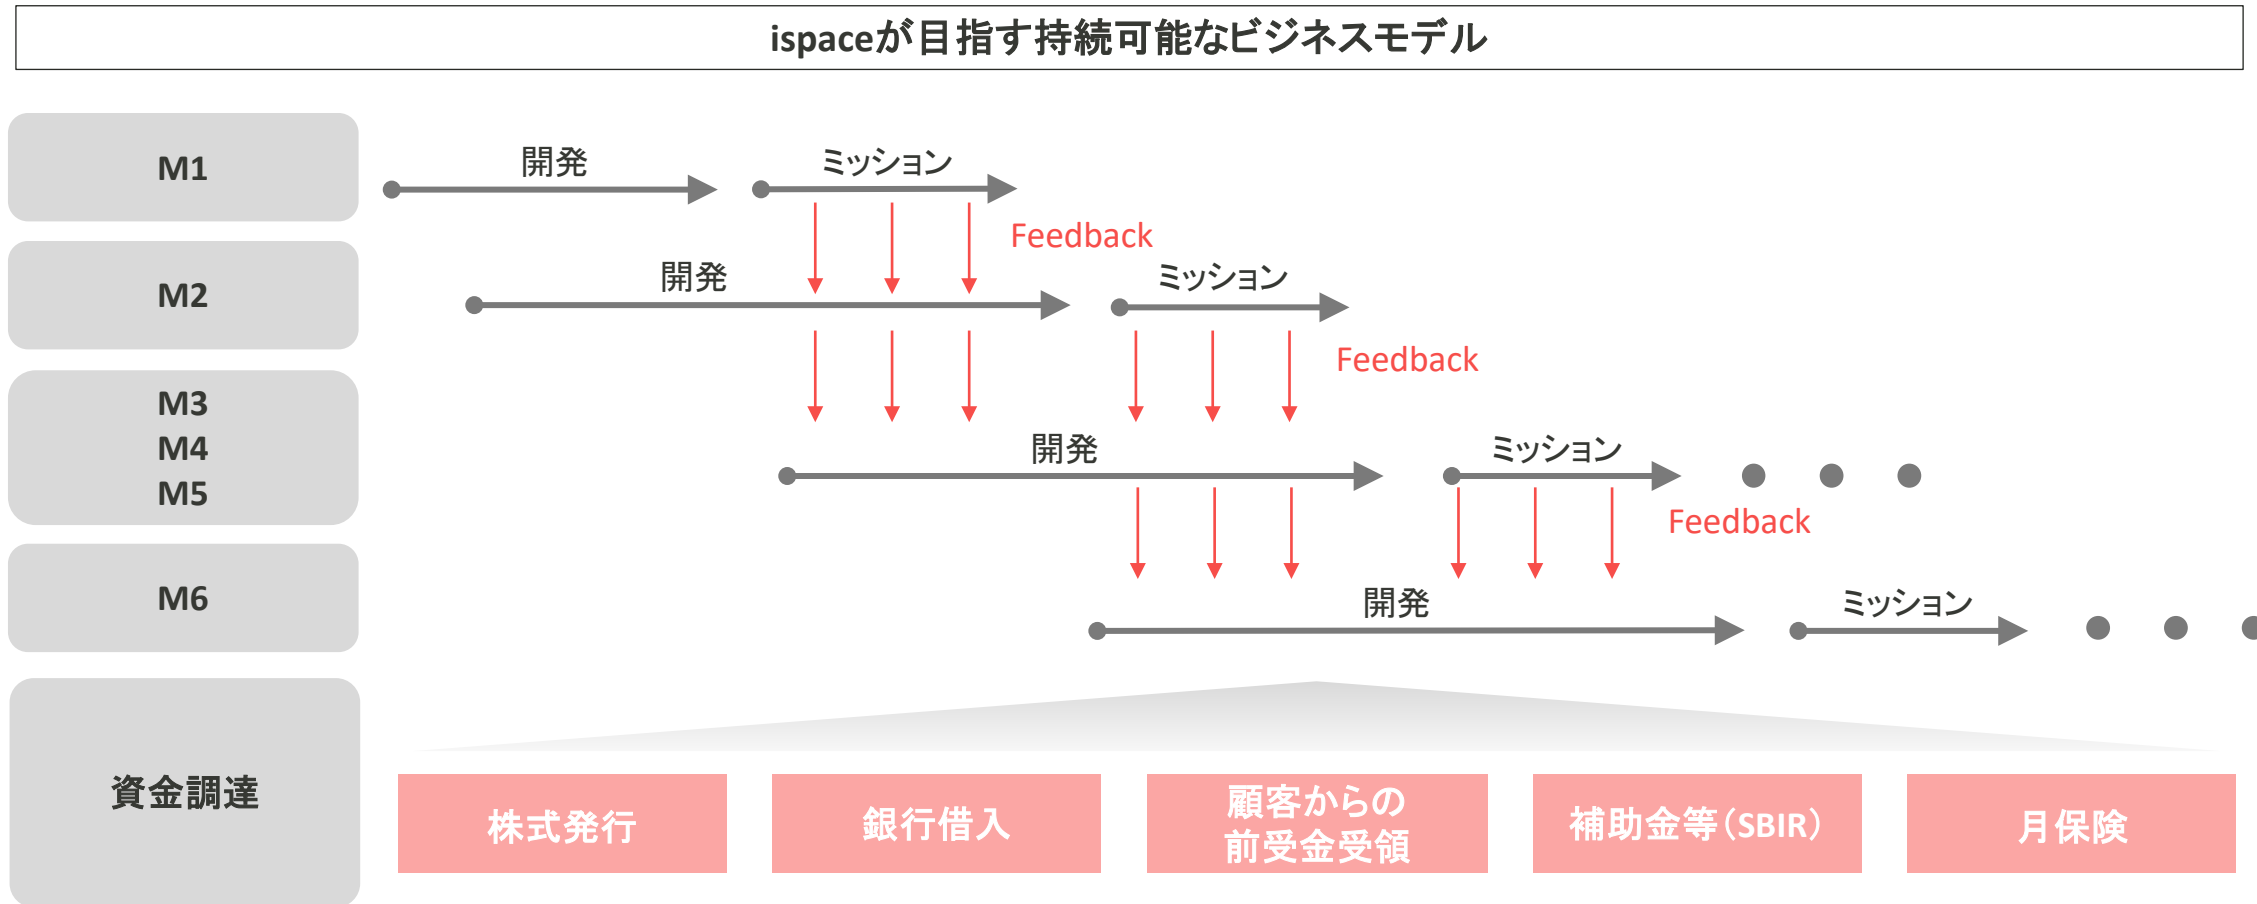 ispaceが目指す持続可能なビジネスモデル
M1
開発
ミッション
Feedback
M2
開発
ミッション
Feedback
M3
M4
M5
開発
ミッション
Feedback
M6
開発
ミッション
資金調達
株式発行
銀行借入
顧客からの
前受金受領
補助金等（SBIR）
月保険